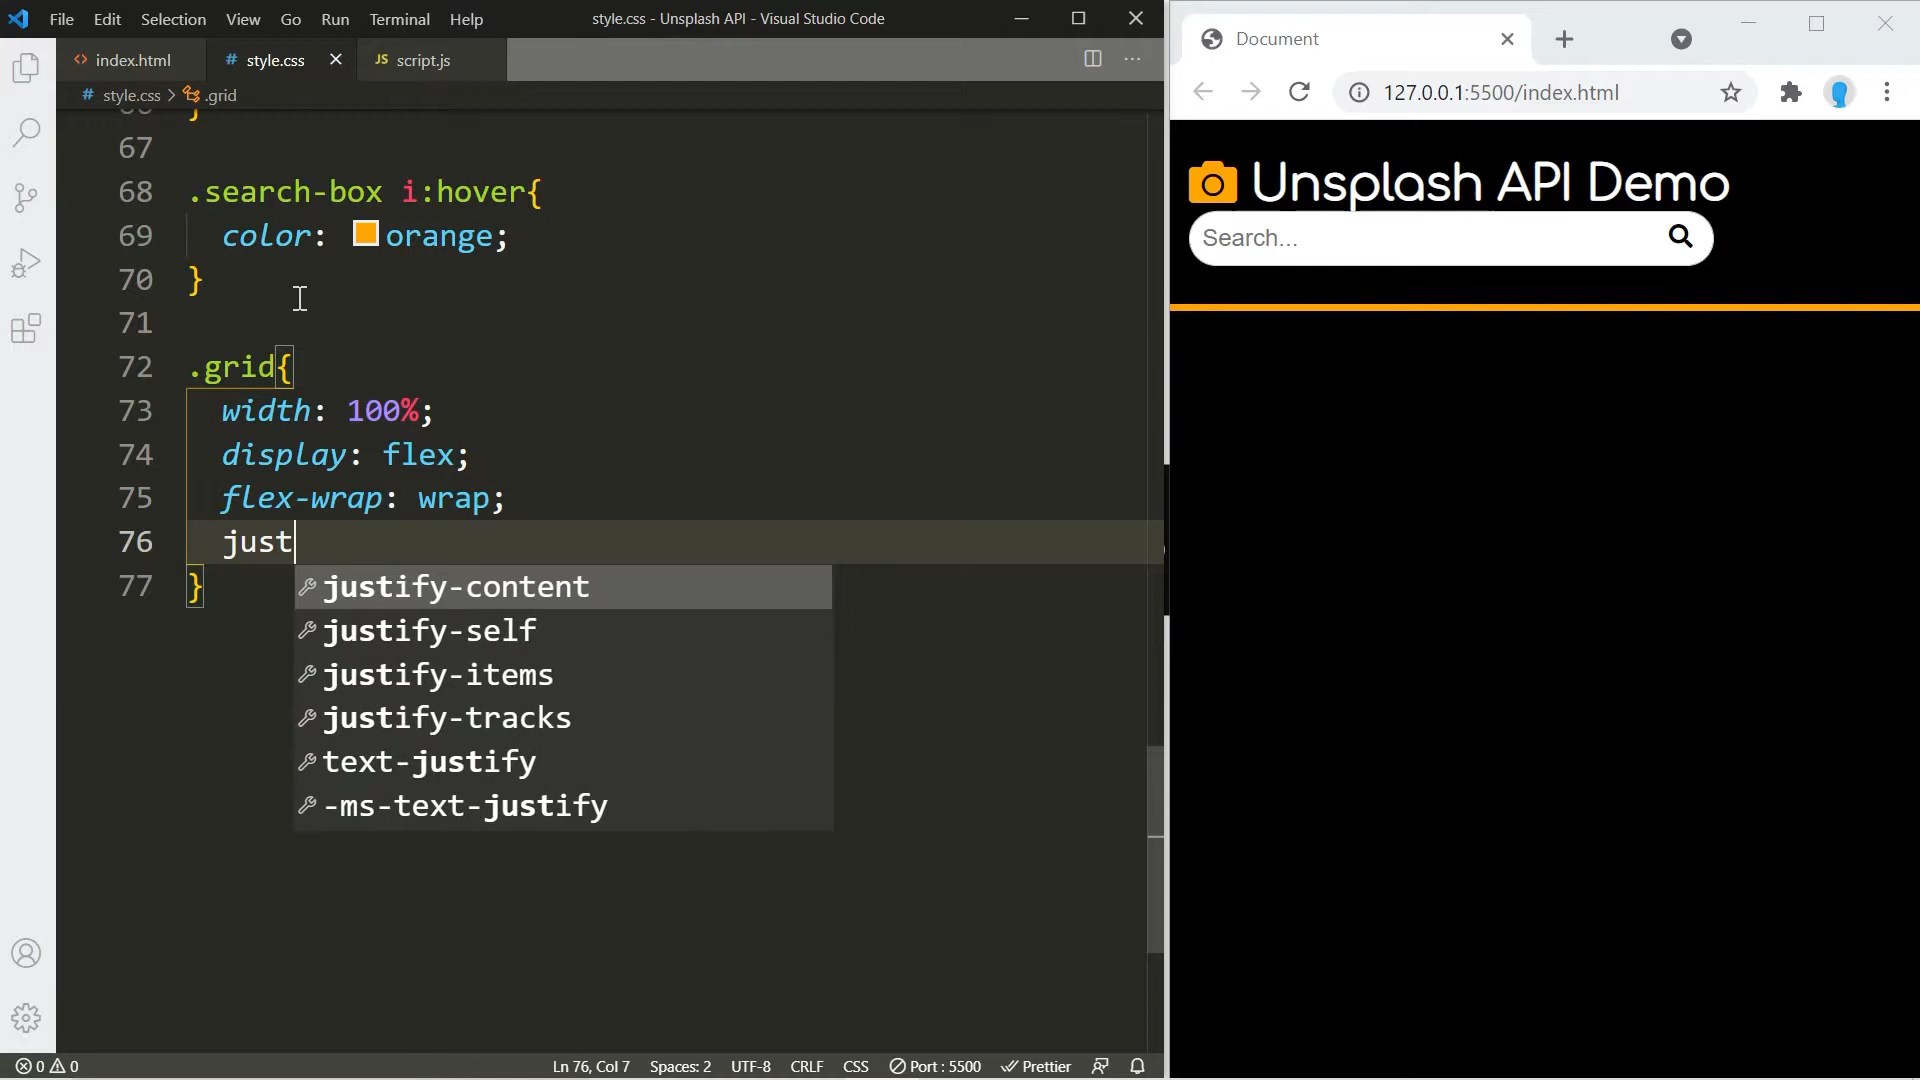 File Edit Selection View Go Run Terminal Help style.css - Unsplash API - Visual Studio Code
index.html style.css script.js
style.css > .grid
66 }
67
68 .search-box i:hover{
69 color: orange;
70 }
71
72 .grid{
73 width: 100%;
74 display: flex;
75 flex-wrap: wrap;
76 just
77 }
justify-content
justify-self
justify-items
justify-tracks
text-justify
-ms-text-justify
0 0 Ln 76, Col 7 Spaces: 2 UTF-8 CRLF CSS Port : 5500 Prettier
Document
127.0.0.1:5500/index.html
Unsplash API Demo
Search...